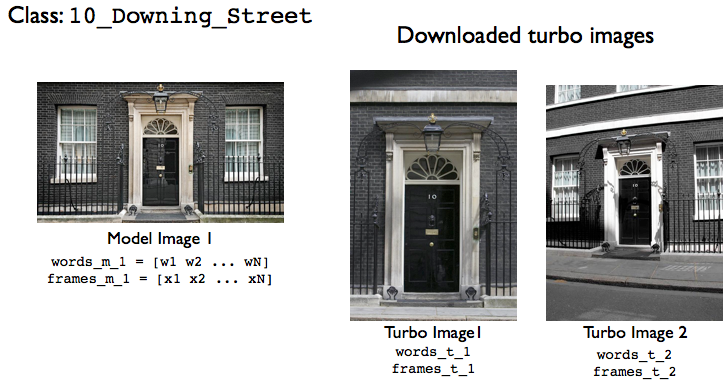 Class: 10_Downing_Street
Downloaded turbo images
10
Model Image 1
words_m_1 = [w1 w2 ... wN]
frames_m_1 = [x1 x2 ... xN]
10
Turbo Image1
words_t_1
frames_t_1
10
Turbo Image 2
words_t_2
frames_t_2